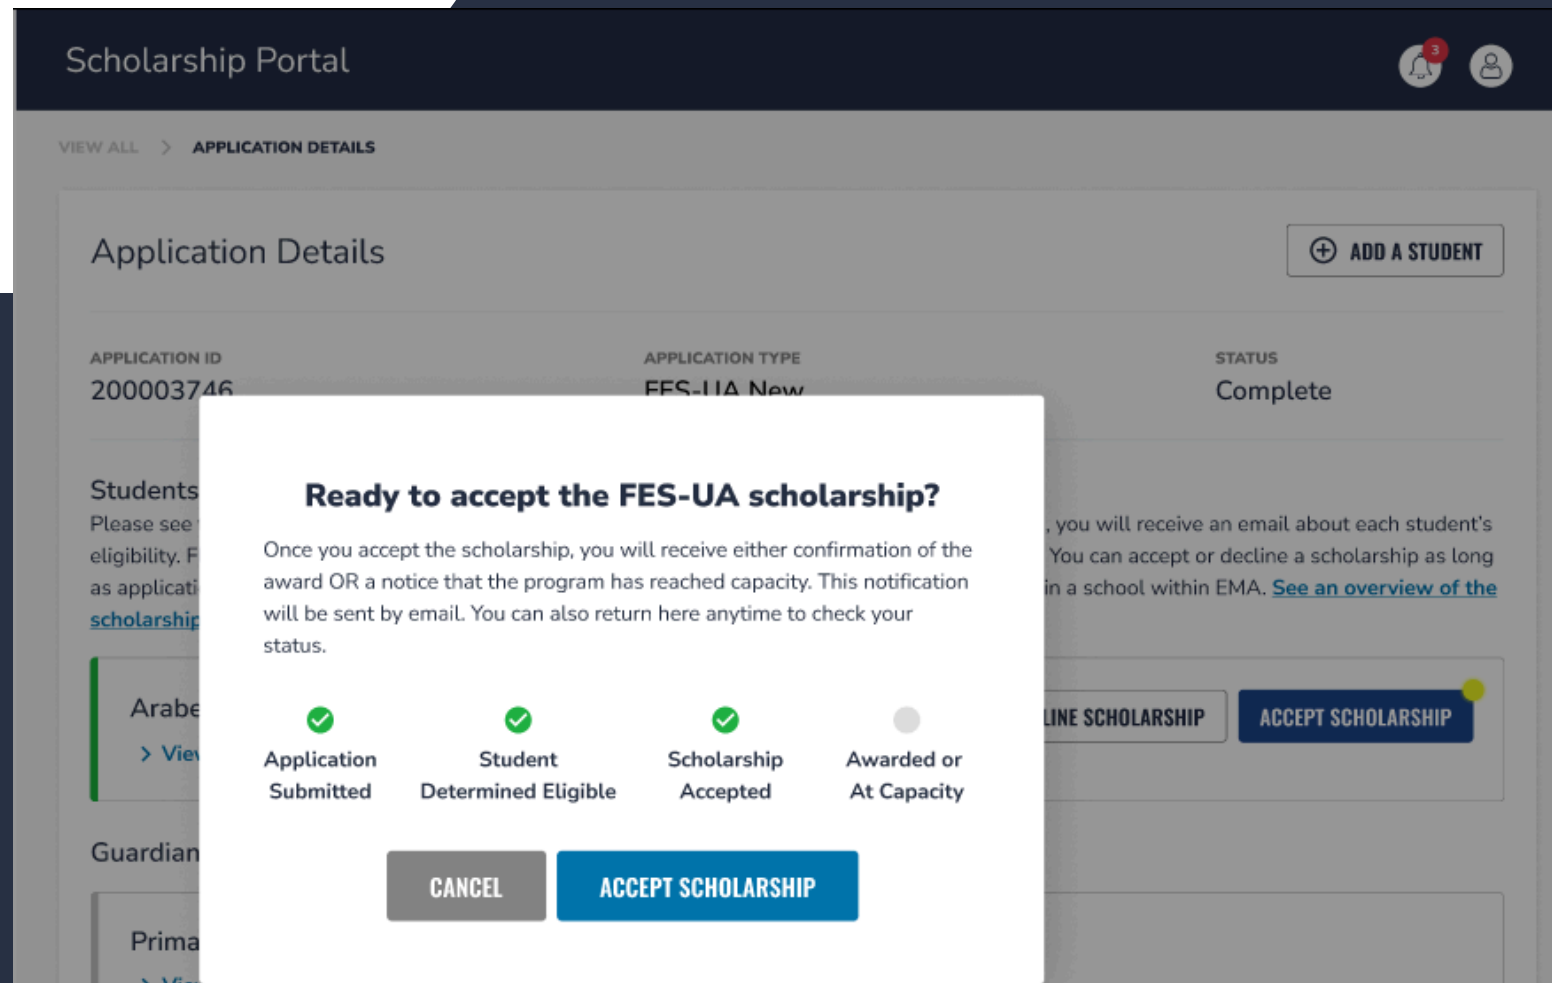 Scholarship Portal
3
VIEW ALL > APPLICATION DETAILS
Application Details
ADD A STUDENT
APPLICATION ID
200003746
APPLICATION TYPE
FES-UA New
STATUS
Complete
Students
Please see
, you will receive an email about each student's
eligibility. F
You can accept or decline a scholarship as long
as applicati
in a school within EMA. See an overview of the
scholarship
Ready to accept the FES-UA scholarship?
Once you accept the scholarship, you will receive either confirmation of the
award OR a notice that the program has reached capacity. This notification
will be sent by email. You can also return here anytime to check your
status.
Application
Submitted
Student
Determined Eligible
Scholarship
Accepted
Awarded or
At Capacity
CANCEL
ACCEPT SCHOLARSHIP
Arabe
> View
LINE SCHOLARSHIP
ACCEPT SCHOLARSHIP
Guardian
Prima